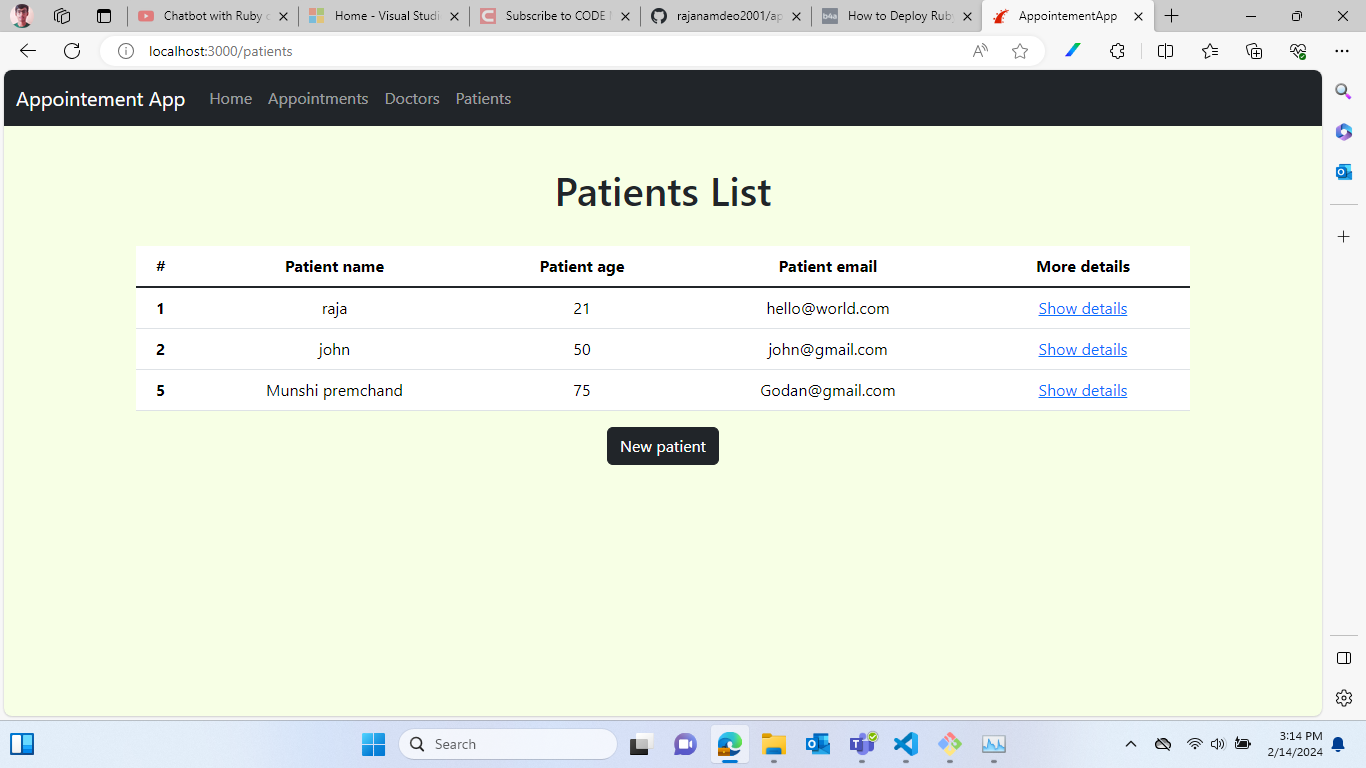 Chatbot with Ruby
Home - Visual Studi
Subscribe to CODE
rajanamdeo2001/ap
How to Deploy Ruby
AppointementApp
localhost:3000/patients
Appointement App Home Appointments Doctors Patients
Patients List
# Patient name Patient age Patient email More details
1 raja 21 hello@world.com Show details
2 john 50 john@gmail.com Show details
5 Munshi premchand 75 Godan@gmail.com Show details
New patient
Search
3:14 PM
2/14/2024